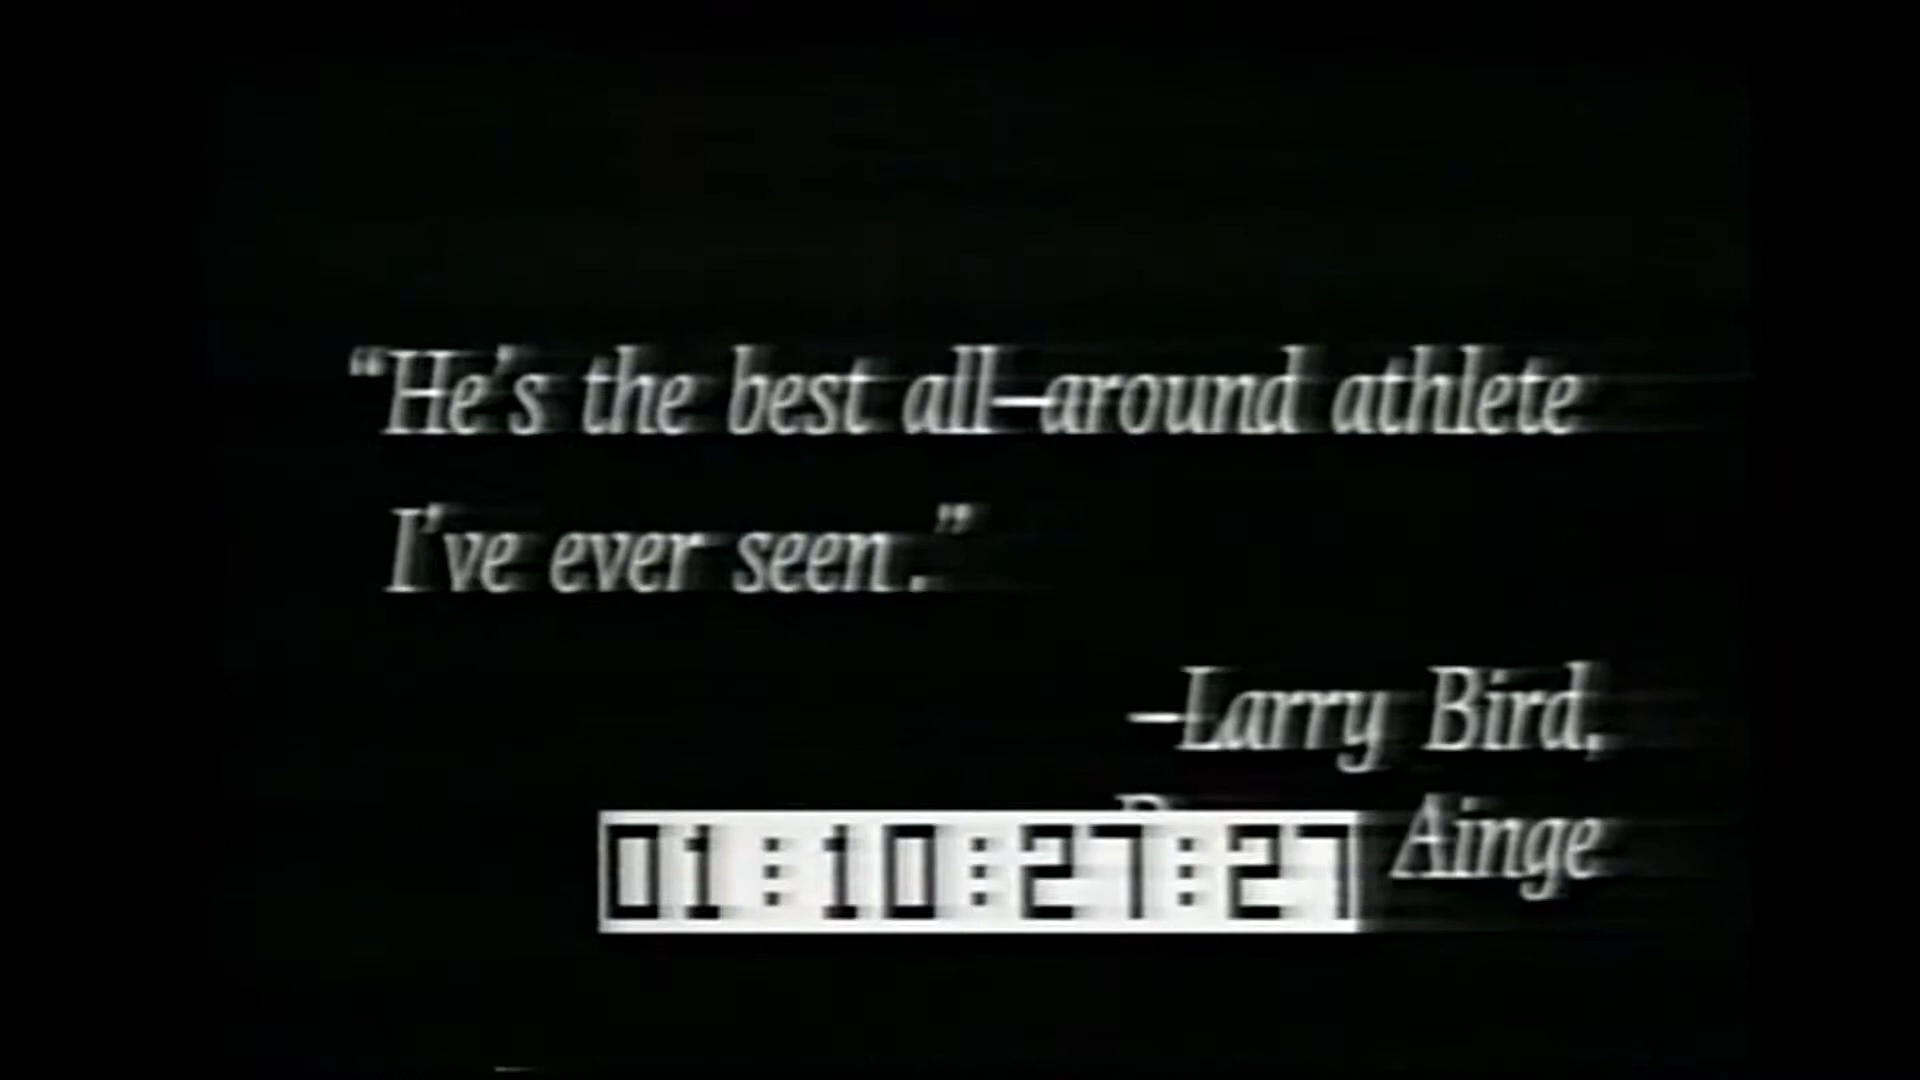 “He’s the best all–around athlete
I’ve ever seen.”
–Larry Bird,
Ainge
01:10:27:27